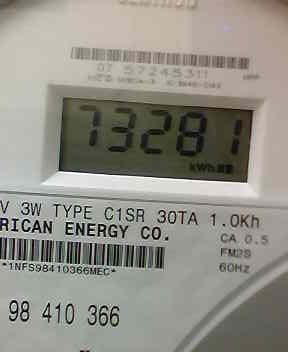 07 57245311
73281
kWh
V 3W TYPE C1SR 30TA 1.0Kh
RICAN ENERGY CO.
CA 0.5
FM2S
60Hz
*1NFS98410366MEC*
98 410 366